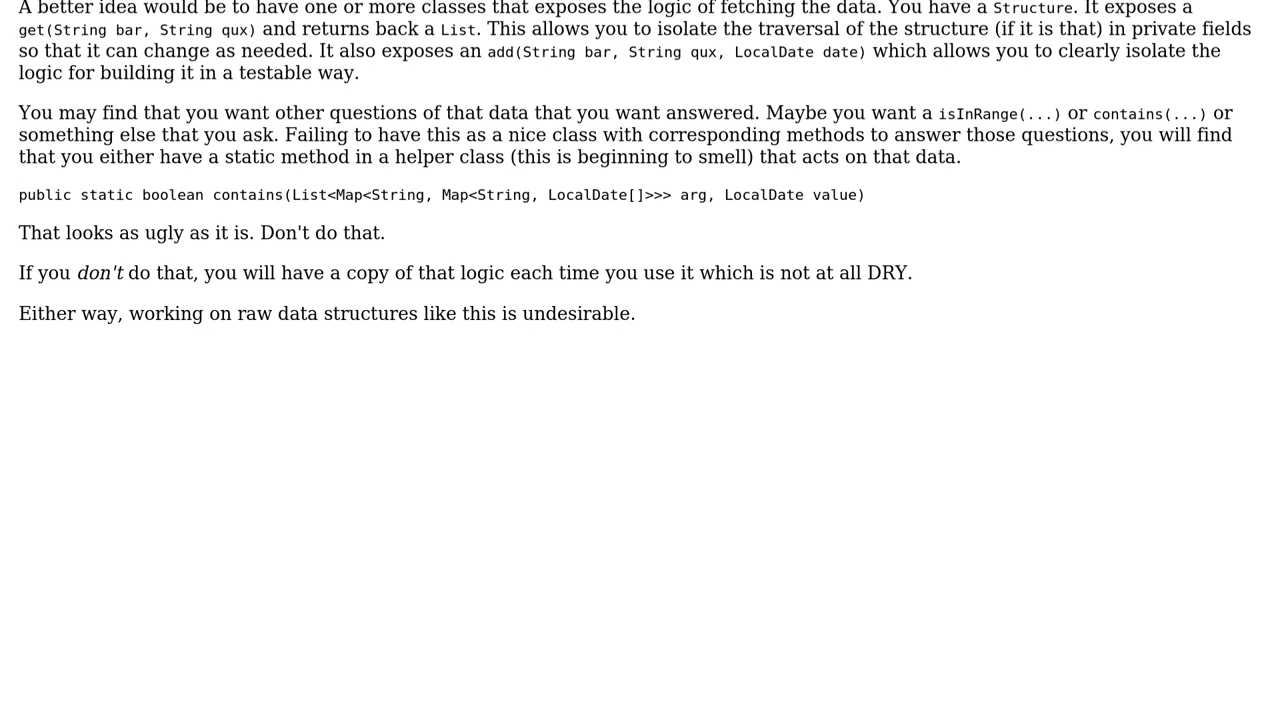 A better idea would be to have one or more classes that exposes the logic of fetching the data. You have a Structure. It exposes a
get(String bar, String qux) and returns back a List. This allows you to isolate the traversal of the structure (if it is that) in private fields
so that it can change as needed. It also exposes an add(String bar, String qux, LocalDate date) which allows you to clearly isolate the
logic for building it in a testable way.
You may find that you want other questions of that data that you want answered. Maybe you want a isInRange(...) or contains(...) or
something else that you ask. Failing to have this as a nice class with corresponding methods to answer those questions, you will find
that you either have a static method in a helper class (this is beginning to smell) that acts on that data.
public static boolean contains(List<Map<String, Map<String, LocalDate[]>>> arg, LocalDate value)
That looks as ugly as it is. Don't do that.
If you don't do that, you will have a copy of that logic each time you use it which is not at all DRY.
Either way, working on raw data structures like this is undesirable.